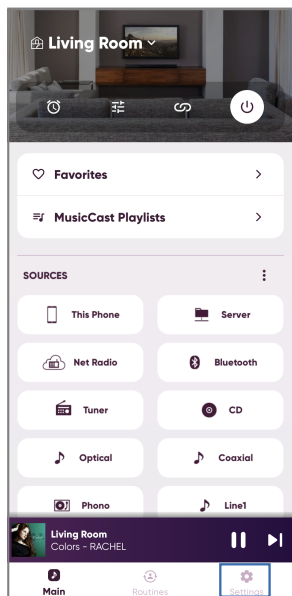 Living Room
Favorites
MusicCast Playlists
SOURCES
This Phone
Server
Net Radio
Bluetooth
Tuner
CD
Optical
Coaxial
Phono
Line1
Living Room
Colors - RACHEL
Main
Routines
Settings